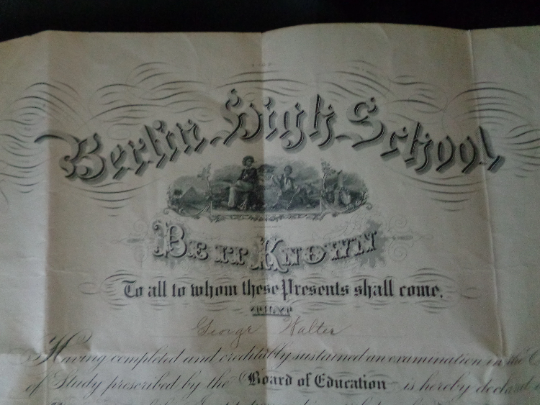 Berlin High School
Be it Known
To all to whom these Presents shall come,
THAT
George Walter
Having completed and creditably sustained an examination in the
of Study prescribed by the Board of Education is hereby declared